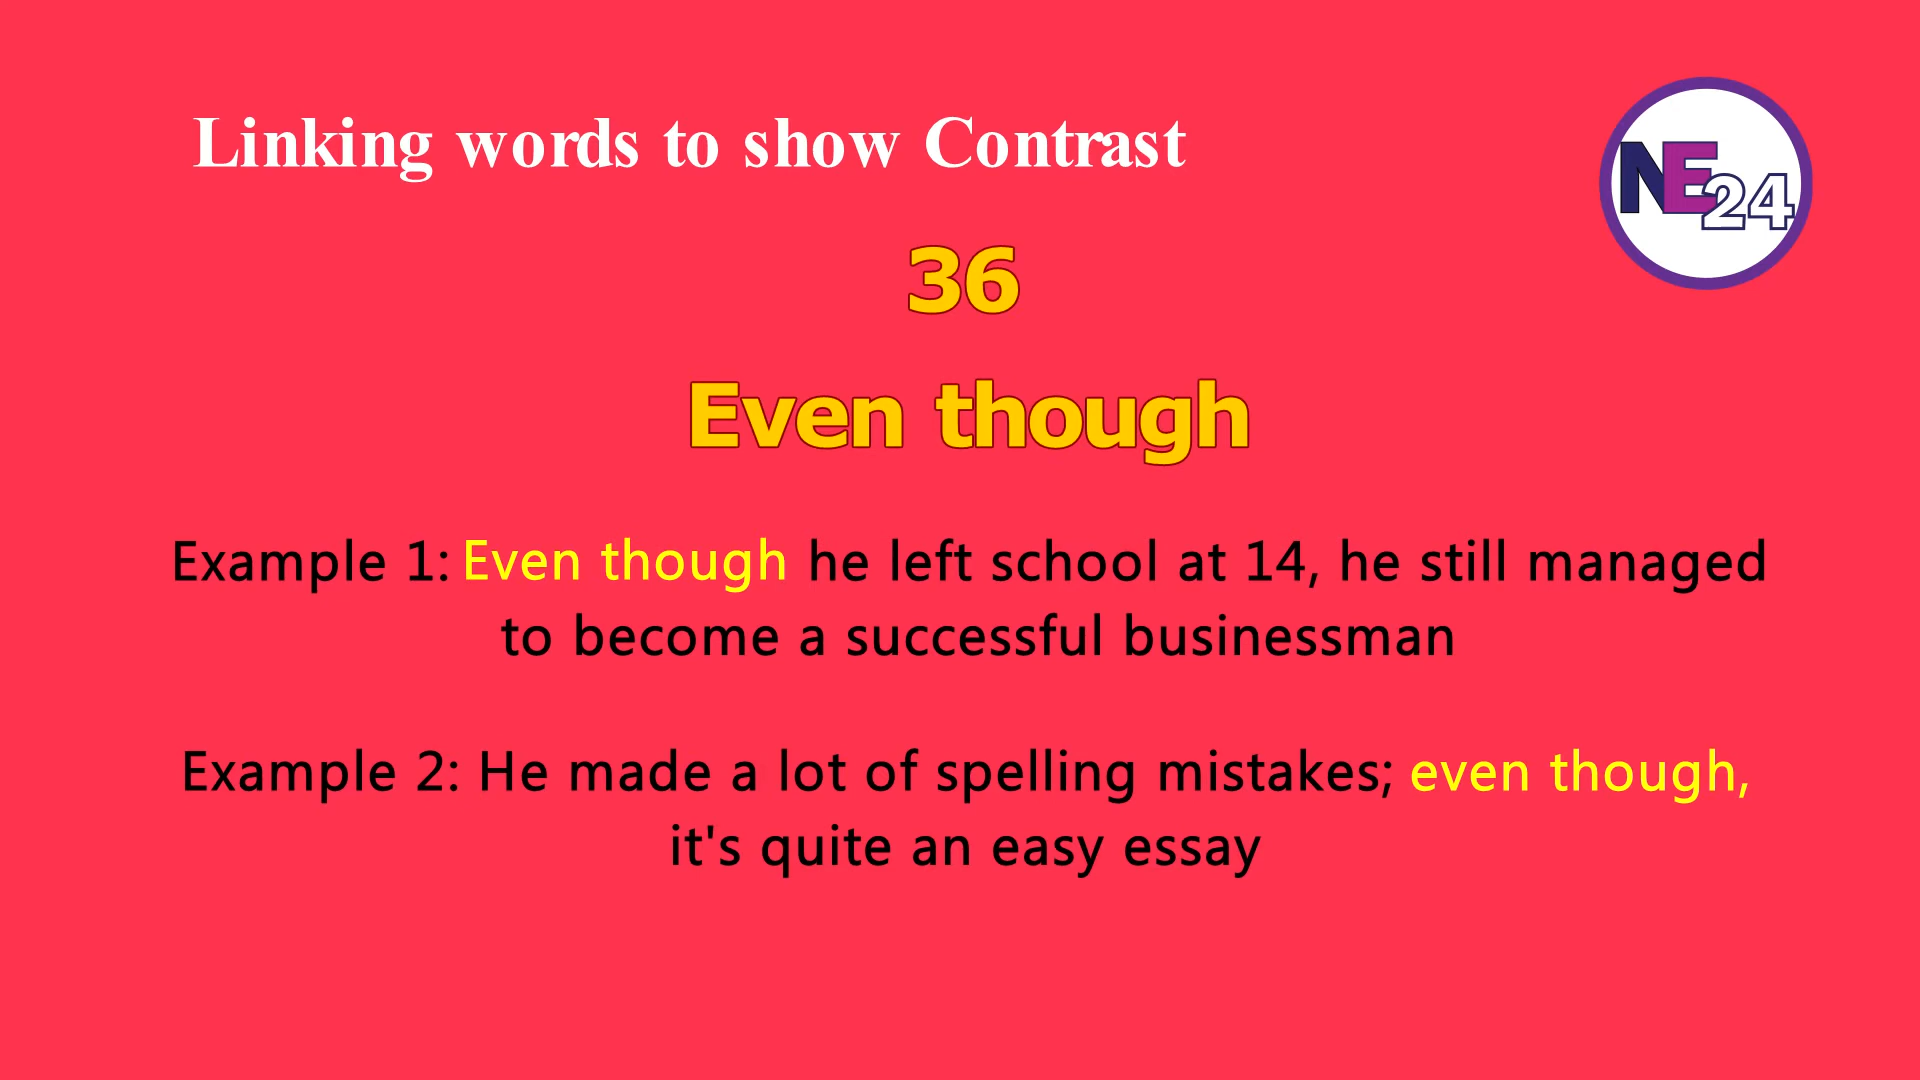 Linking words to show Contrast
NE24
36
Even though
Example 1: Even though he left school at 14, he still managed
to become a successful businessman
Example 2: He made a lot of spelling mistakes; even though,
it's quite an easy essay